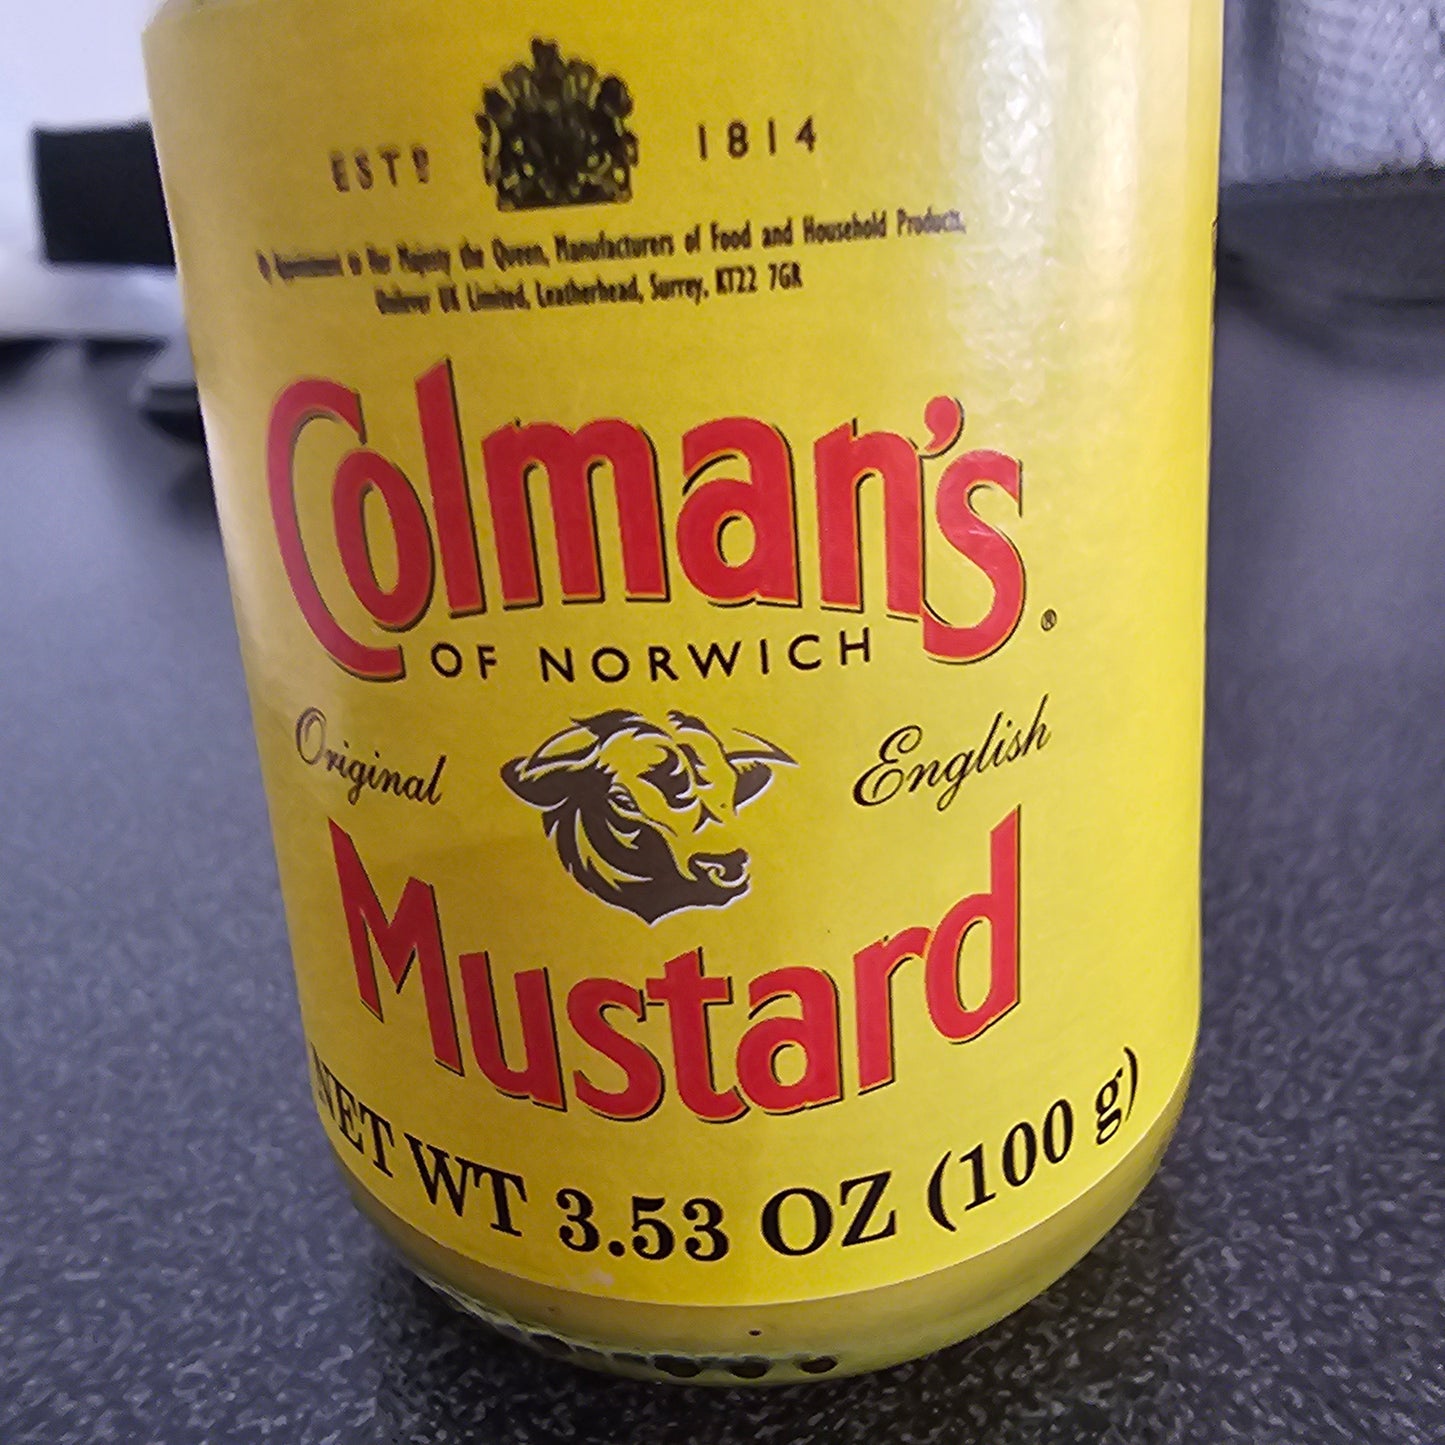 ESTD 1814
By Appointment to Her Majesty the Queen, Manufacturers of Food and Household Products,
Unilever UK Limited, Leatherhead, Surrey, KT22 7GR
Colman's®
OF NORWICH
Original English
Mustard
NET WT 3.53 OZ (100 g)